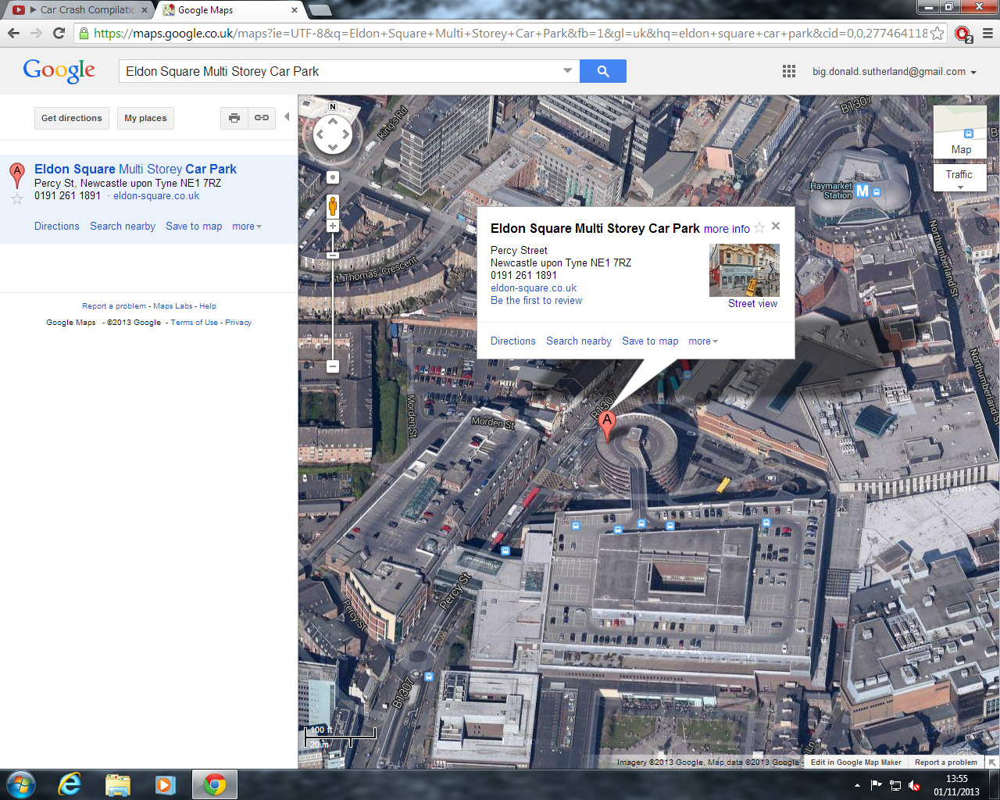 Car Crash Compilatio
Google Maps
https://maps.google.co.uk/maps?ie=UTF-8&q=Eldon+Square+Multi+Storey+Car+Park&fb=1&gl=uk&hq=eldon+square+car+park&cid=0,0,277464118
2
Google
Eldon Square Multi Storey Car Park
big.donald.sutherland@gmail.com
Get directions
My places
A
Eldon Square Multi Storey Car Park
Percy St, Newcastle upon Tyne NE1 7RZ
0191 261 1891 · eldon-square.co.uk
Directions Search nearby Save to map more
Report a problem - Maps Labs - Help
Google Maps - ©2013 Google - Terms of Use - Privacy
N
King's Rd
B1307
Map
Traffic
Haymarket
Station
M
Northumberland St
St. Thomas' Crescent
Eldon Square Multi Storey Car Park more info
Percy Street
Newcastle upon Tyne NE1 7RZ
0191 261 1891
eldon-square.co.uk
Be the first to review
Street view
Directions Search nearby Save to map more
Northumberland St
Morden St
Morden St
B1307
A
Percy St
Percy St
B1307
Ln
100 ft
20 m
Imagery ©2013 Google, Map data ©2013 Google -
Edit in Google Map Maker
Report a problem
13:55
01/11/2013